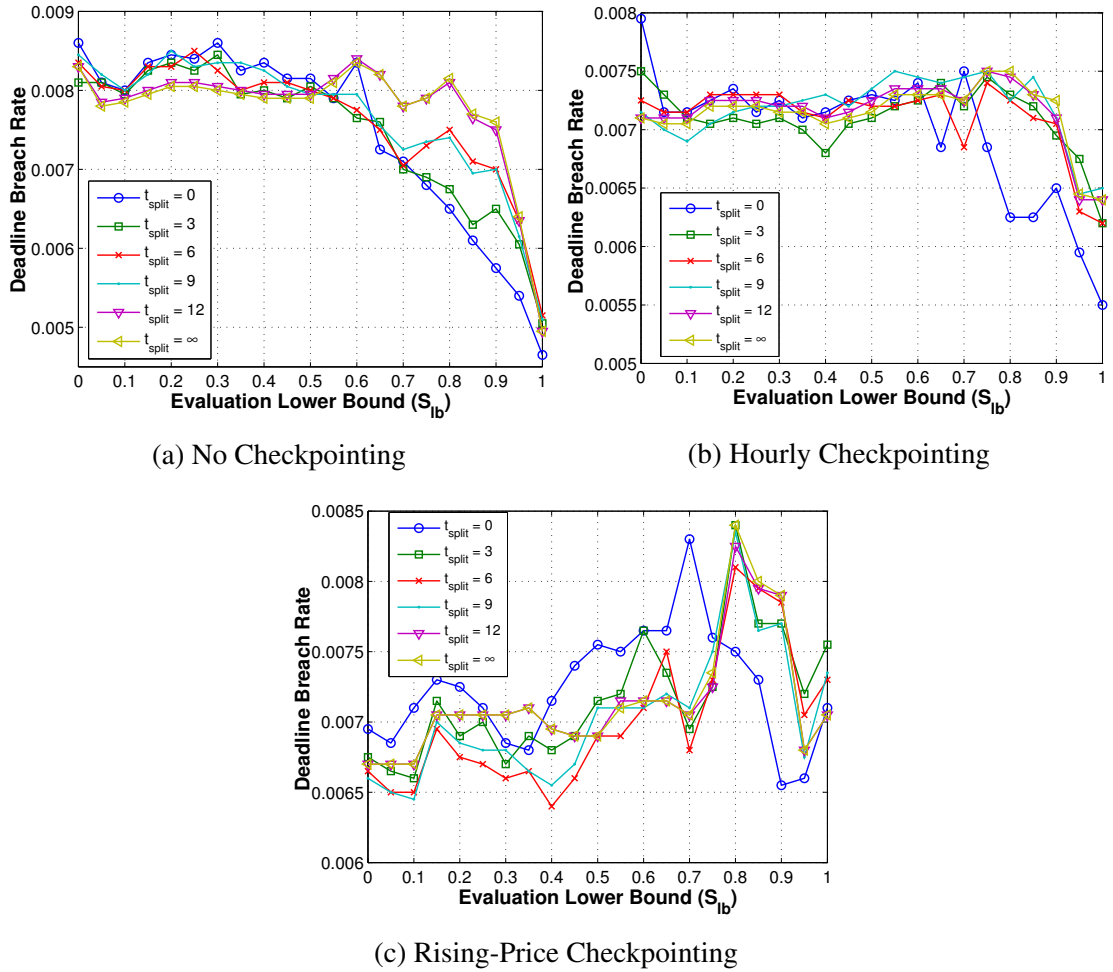 0.009
0.008
0.007
0.006
0.005
Deadline Breach Rate
t_split = 0
t_split = 3
t_split = 6
t_split = 9
t_split = 12
t_split = ∞
0 0.1 0.2 0.3 0.4 0.5 0.6 0.7 0.8 0.9 1
Evaluation Lower Bound (S_lb)
(a) No Checkpointing
0.008
0.0075
0.007
0.0065
0.006
0.0055
0.005
Deadline Breach Rate
t_split = 0
t_split = 3
t_split = 6
t_split = 9
t_split = 12
t_split = ∞
0 0.1 0.2 0.3 0.4 0.5 0.6 0.7 0.8 0.9 1
Evaluation Lower Bound (S_lb)
(b) Hourly Checkpointing
0.0085
0.008
0.0075
0.007
0.0065
0.006
Deadline Breach Rate
t_split = 0
t_split = 3
t_split = 6
t_split = 9
t_split = 12
t_split = ∞
0 0.1 0.2 0.3 0.4 0.5 0.6 0.7 0.8 0.9 1
Evaluation Lower Bound (S_lb)
(c) Rising-Price Checkpointing